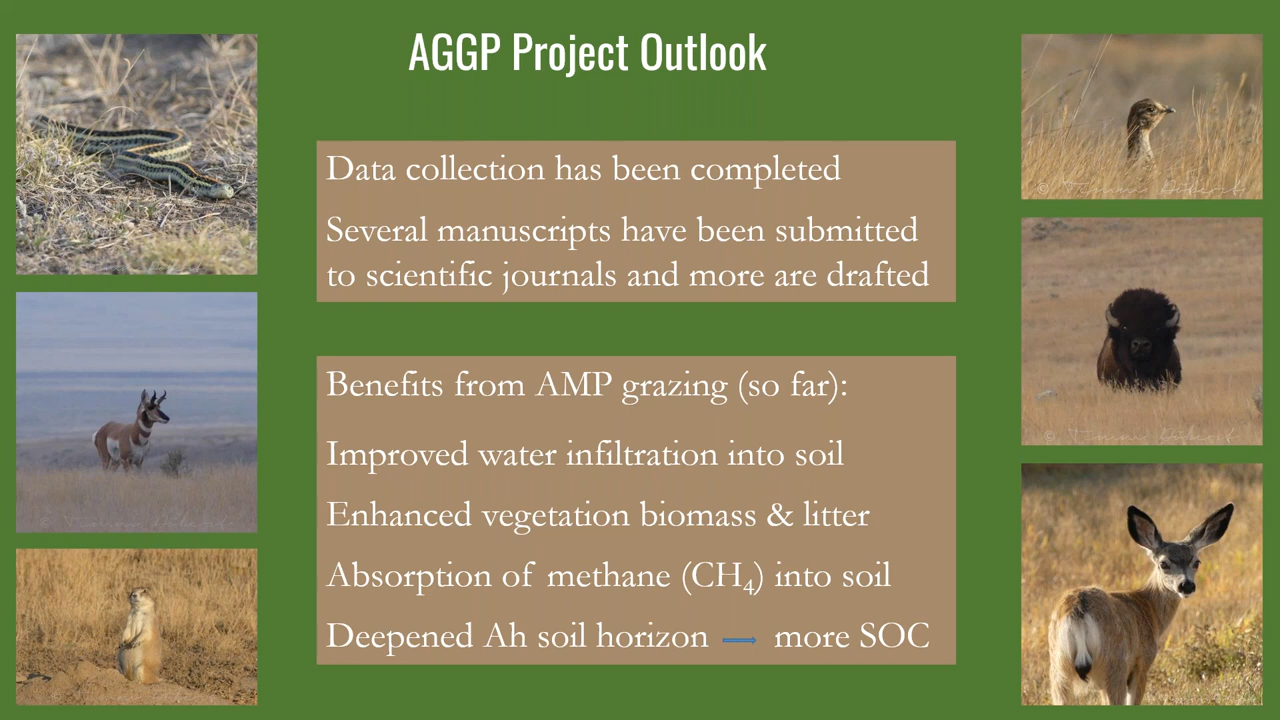 AGGP Project Outlook
Data collection has been completed
Several manuscripts have been submitted
to scientific journals and more are drafted
Benefits from AMP grazing (so far):
Improved water infiltration into soil
Enhanced vegetation biomass & litter
Absorption of methane (CH₄) into soil
Deepened Ah soil horizon → more SOC